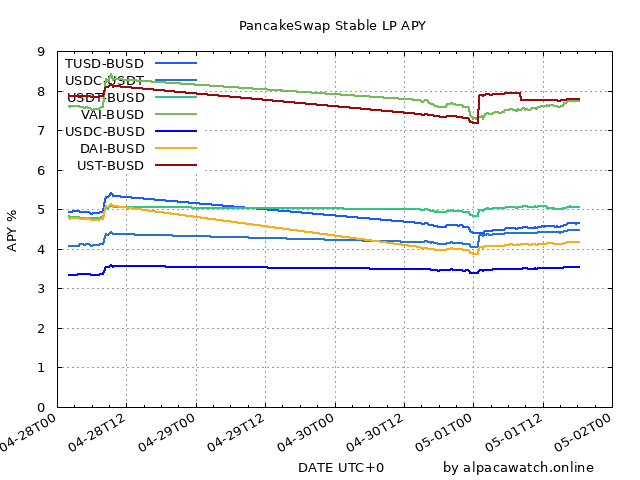 PancakeSwap Stable LP APY
9
8
7
6
5
4
3
2
1
0
APY %
TUSD-BUSD
USDC-USDT
USDT-BUSD
VAI-BUSD
USDC-BUSD
DAI-BUSD
UST-BUSD
04-28T00
04-28T12
04-29T00
04-29T12
04-30T00
04-30T12
05-01T00
05-01T12
05-02T00
DATE UTC+0
by alpacawatch.online